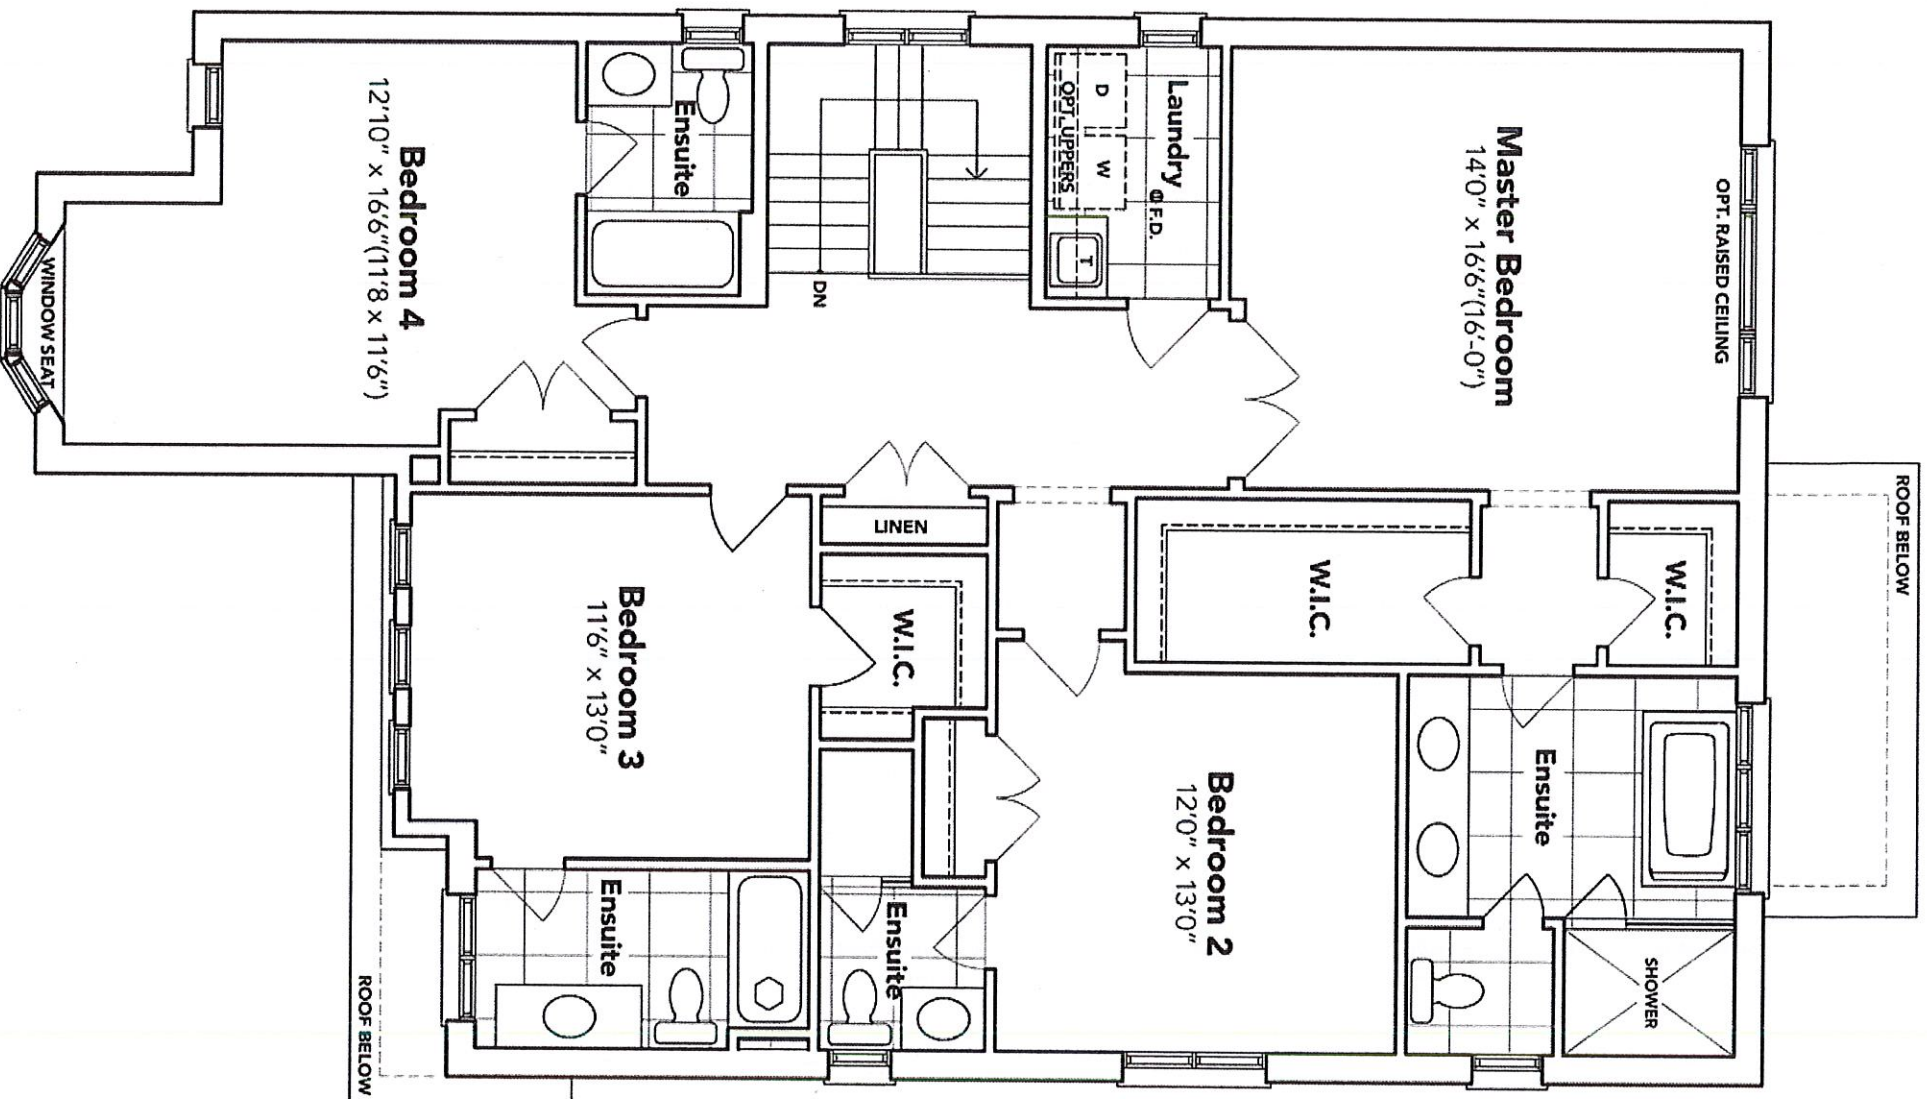 OPT. RAISED CEILING
ROOF BELOW
Master Bedroom
14'0" x 16'6"(16'-0")
W.I.C.
W.I.C.
Ensuite
SHOWER
Laundry
F.D.
D
W
OPT. UPPERS
T
Bedroom 2
12'0" x 13'0"
DN
LINEN
W.I.C.
Ensuite
Ensuite
Bedroom 3
11'6" x 13'0"
Ensuite
Bedroom 4
12'10" x 16'6"(11'8 x 11'6")
WINDOW SEAT
ROOF BELOW